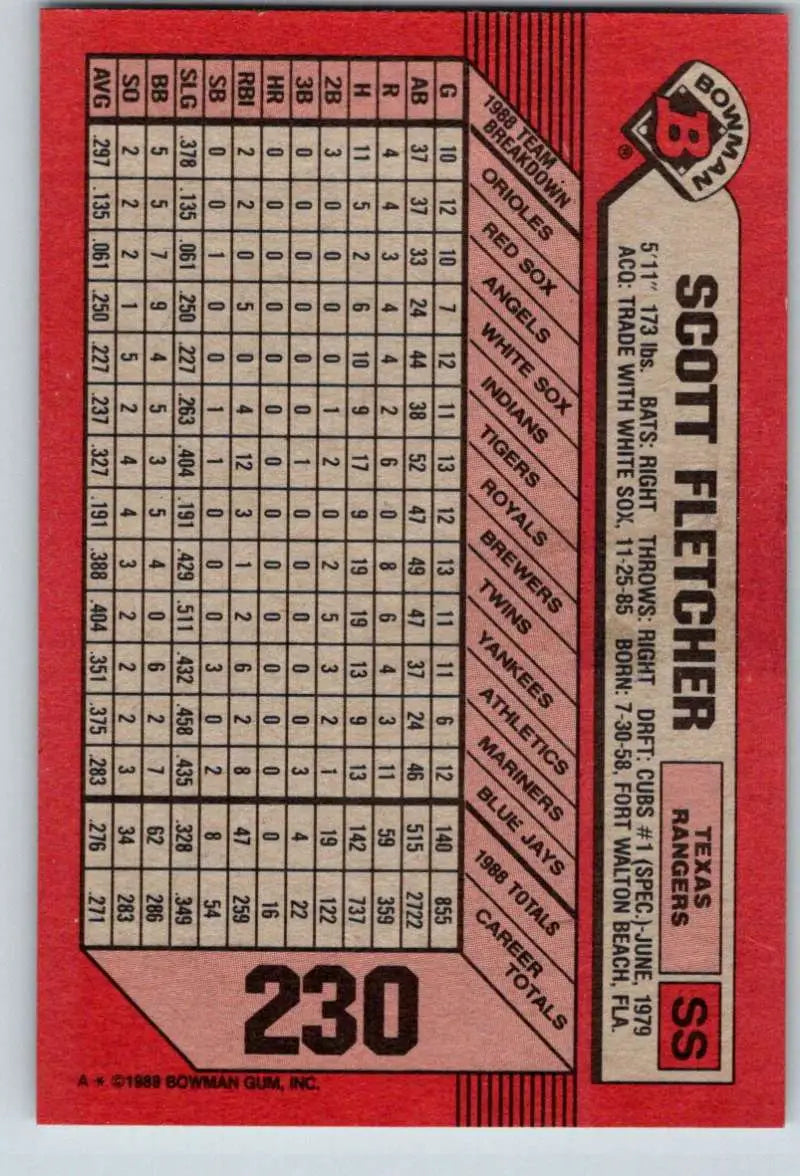 BOWMAN
B
®
SCOTT FLETCHER
TEXAS
RANGERS
SS
5'11" 173 lbs. BATS: RIGHT THROWS: RIGHT DRFT: CUBS #1 (SPEC.)-JUNE, 1979
ACQ: TRADE WITH WHITE SOX, 11-25-85 BORN: 7-30-58, FORT WALTON BEACH, FLA.
1988 TEAM
BREAKDOWN
ORIOLES
RED SOX
ANGELS
WHITE SOX
INDIANS
TIGERS
ROYALS
BREWERS
TWINS
YANKEES
ATHLETICS
MARINERS
BLUE JAYS
1988 TOTALS
CAREER
TOTALS
G 10 12 10 7 12 11 13 12 13 11 11 6 12 140 855
AB 37 37 33 24 44 38 52 47 49 47 37 24 46 515 2722
R 4 4 3 4 4 2 6 0 8 6 4 3 11 59 359
H 11 5 2 6 10 9 17 9 19 19 13 9 13 142 737
2B 3 0 0 0 0 1 2 0 2 5 3 2 1 19 122
3B 0 0 0 0 0 0 1 0 0 0 0 0 3 4 22
HR 0 0 0 0 0 0 0 0 0 0 0 0 0 0 16
RBI 2 2 0 5 0 4 12 3 1 2 6 2 8 47 259
SB 0 0 1 0 0 1 1 0 0 0 3 0 2 8 54
SLG .378 .135 .061 .250 .227 .263 .404 .191 .429 .511 .432 .458 .435 .328 .349
BB 5 5 7 9 4 5 3 5 4 0 6 2 7 62 286
SO 2 2 2 1 5 2 4 4 3 2 2 2 3 34 283
AVG .297 .135 .061 .250 .227 .237 .327 .191 .388 .404 .351 .375 .283 .276 .271
230
A * ©1989 BOWMAN GUM, INC.